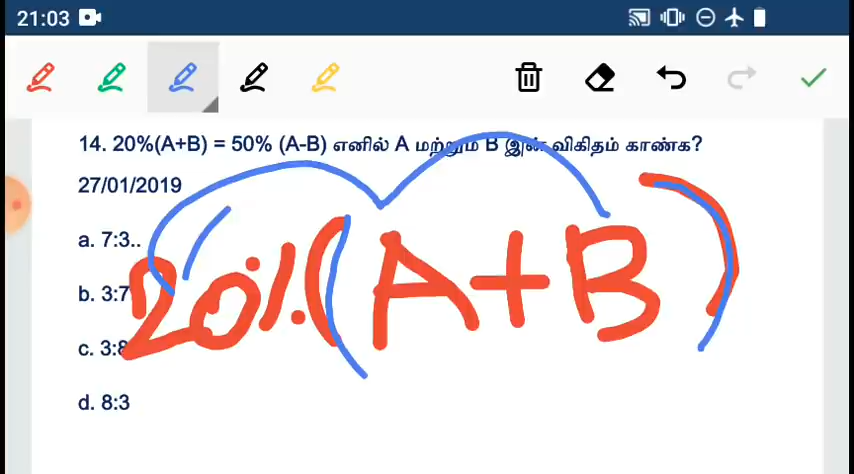 21:03
14. 20%(A+B) = 50% (A-B) எனில் A மற்றும் B இன் விகிதம் காண்க?
27/01/2019
a. 7:3..
b. 3:7
20%(A+B)
c. 3:8
d. 8:3